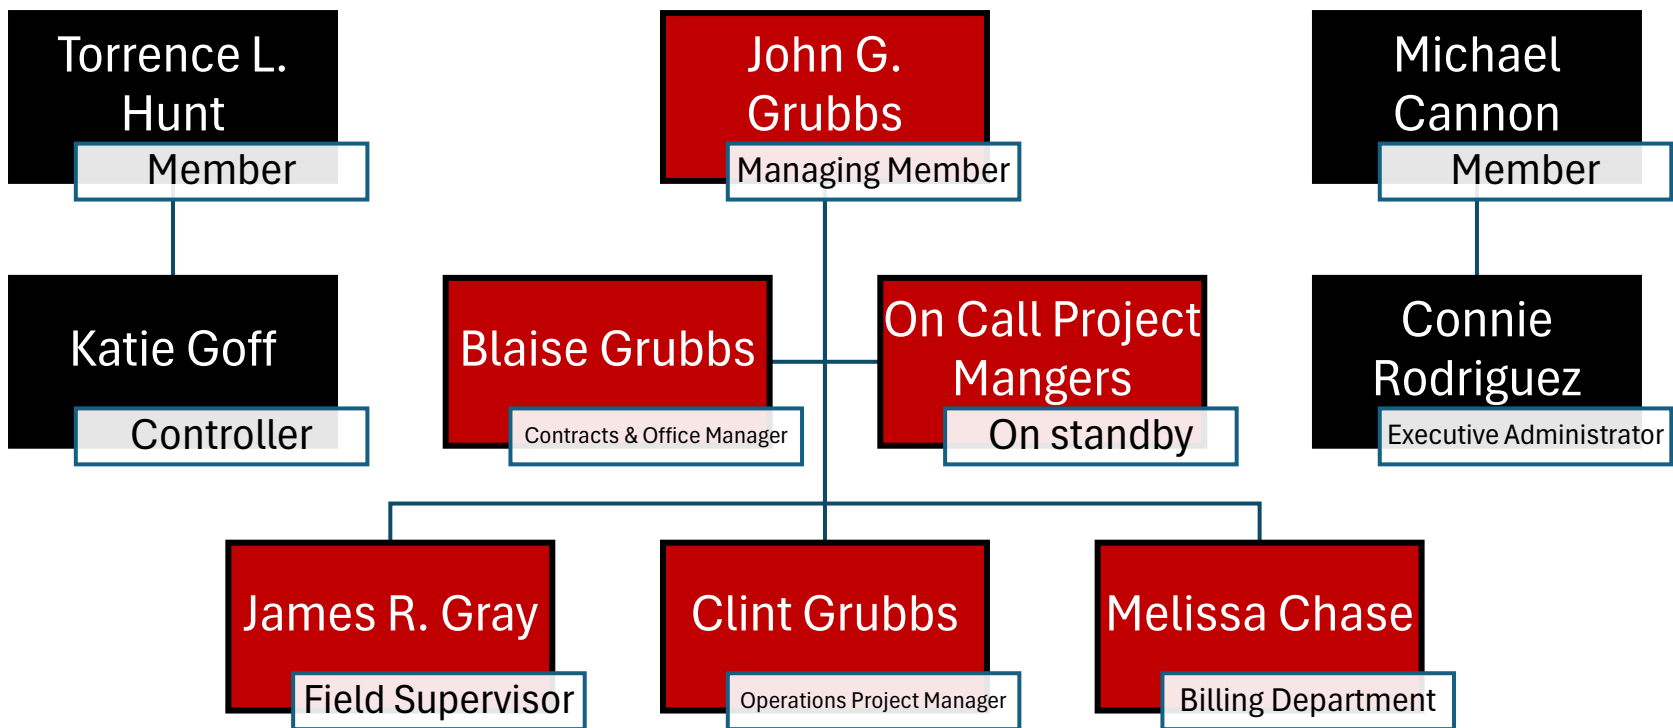 Torrence L.
Hunt
Member
John G.
Grubbs
Managing Member
Michael
Cannon
Member
Katie Goff
Controller
Blaise Grubbs
Contracts & Office Manager
On Call Project
Mangers
On standby
Connie
Rodriguez
Executive Administrator
James R. Gray
Field Supervisor
Clint Grubbs
Operations Project Manager
Melissa Chase
Billing Department